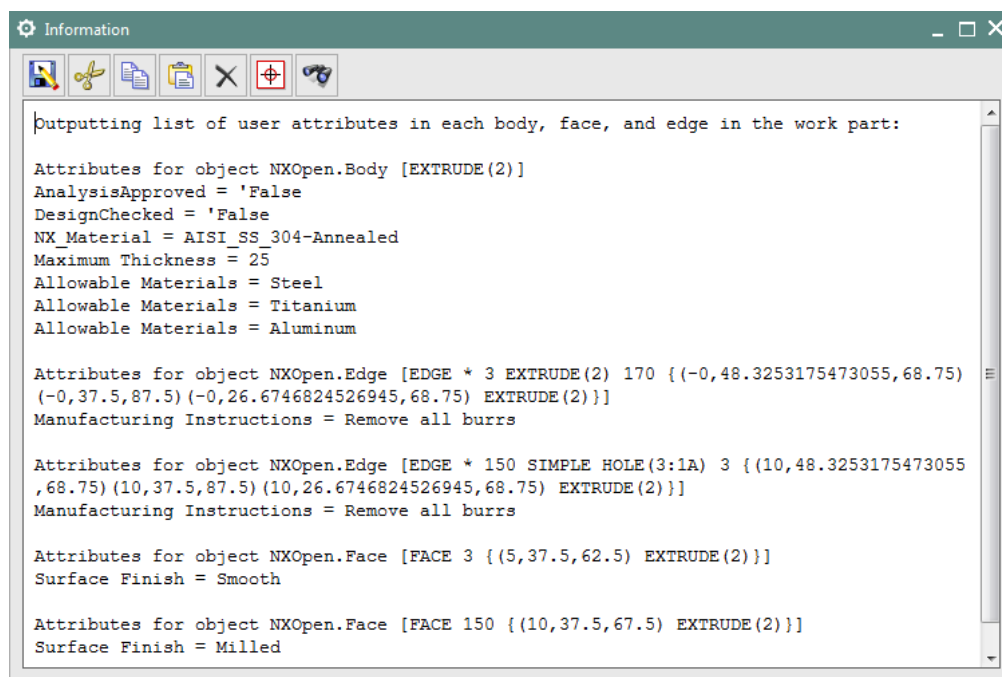 Information
Outputting list of user attributes in each body, face, and edge in the work part:
Attributes for object NXOpen.Body [EXTRUDE(2)]
AnalysisApproved = 'False
DesignChecked = 'False
NX_Material = AISI_SS_304-Annealed
Maximum Thickness = 25
Allowable Materials = Steel
Allowable Materials = Titanium
Allowable Materials = Aluminum
Attributes for object NXOpen.Edge [EDGE * 3 EXTRUDE(2) 170 {(-0,48.3253175473055,68.75)
(-0,37.5,87.5)(-0,26.6746824526945,68.75) EXTRUDE(2)}]
Manufacturing Instructions = Remove all burrs
Attributes for object NXOpen.Edge [EDGE * 150 SIMPLE HOLE(3:1A) 3 {(10,48.3253175473055
,68.75)(10,37.5,87.5)(10,26.6746824526945,68.75) EXTRUDE(2)}]
Manufacturing Instructions = Remove all burrs
Attributes for object NXOpen.Face [FACE 3 {(5,37.5,62.5) EXTRUDE(2)}]
Surface Finish = Smooth
Attributes for object NXOpen.Face [FACE 150 {(10,37.5,67.5) EXTRUDE(2)}]
Surface Finish = Milled